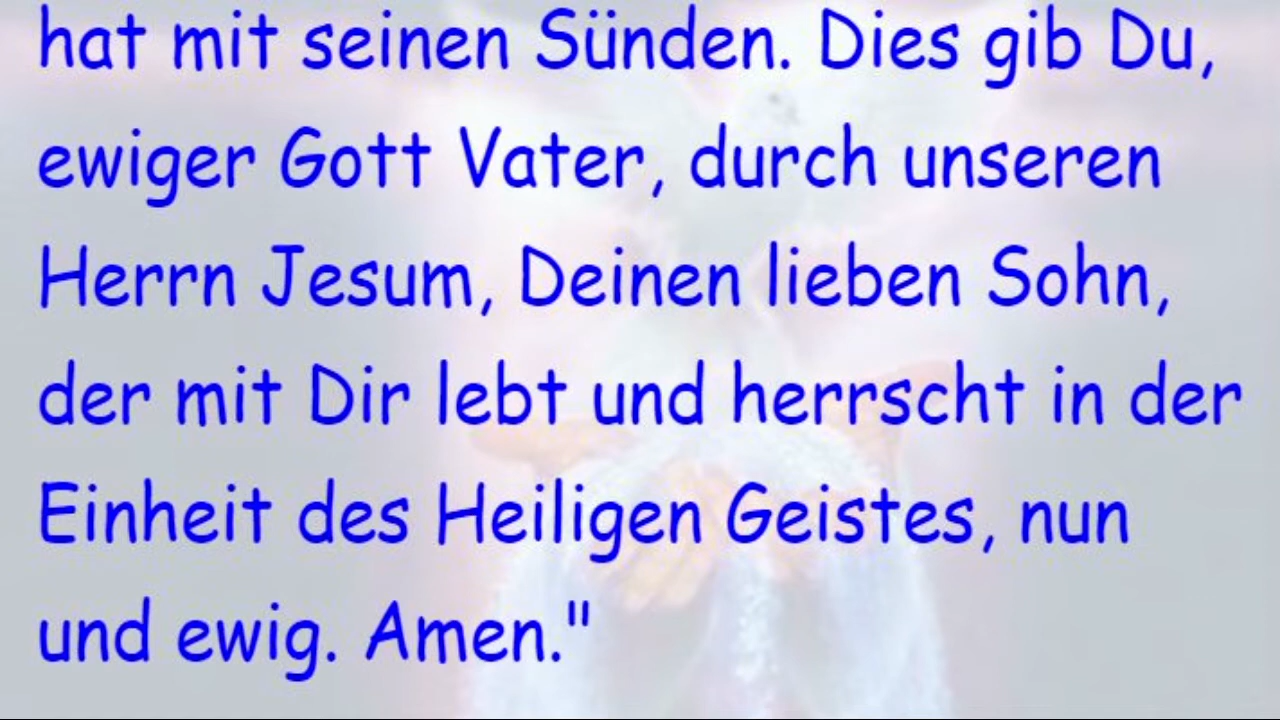 hat mit seinen Sünden. Dies gib Du,
ewiger Gott Vater, durch unseren
Herrn Jesum, Deinen lieben Sohn,
der mit Dir lebt und herrscht in der
Einheit des Heiligen Geistes, nun
und ewig. Amen."